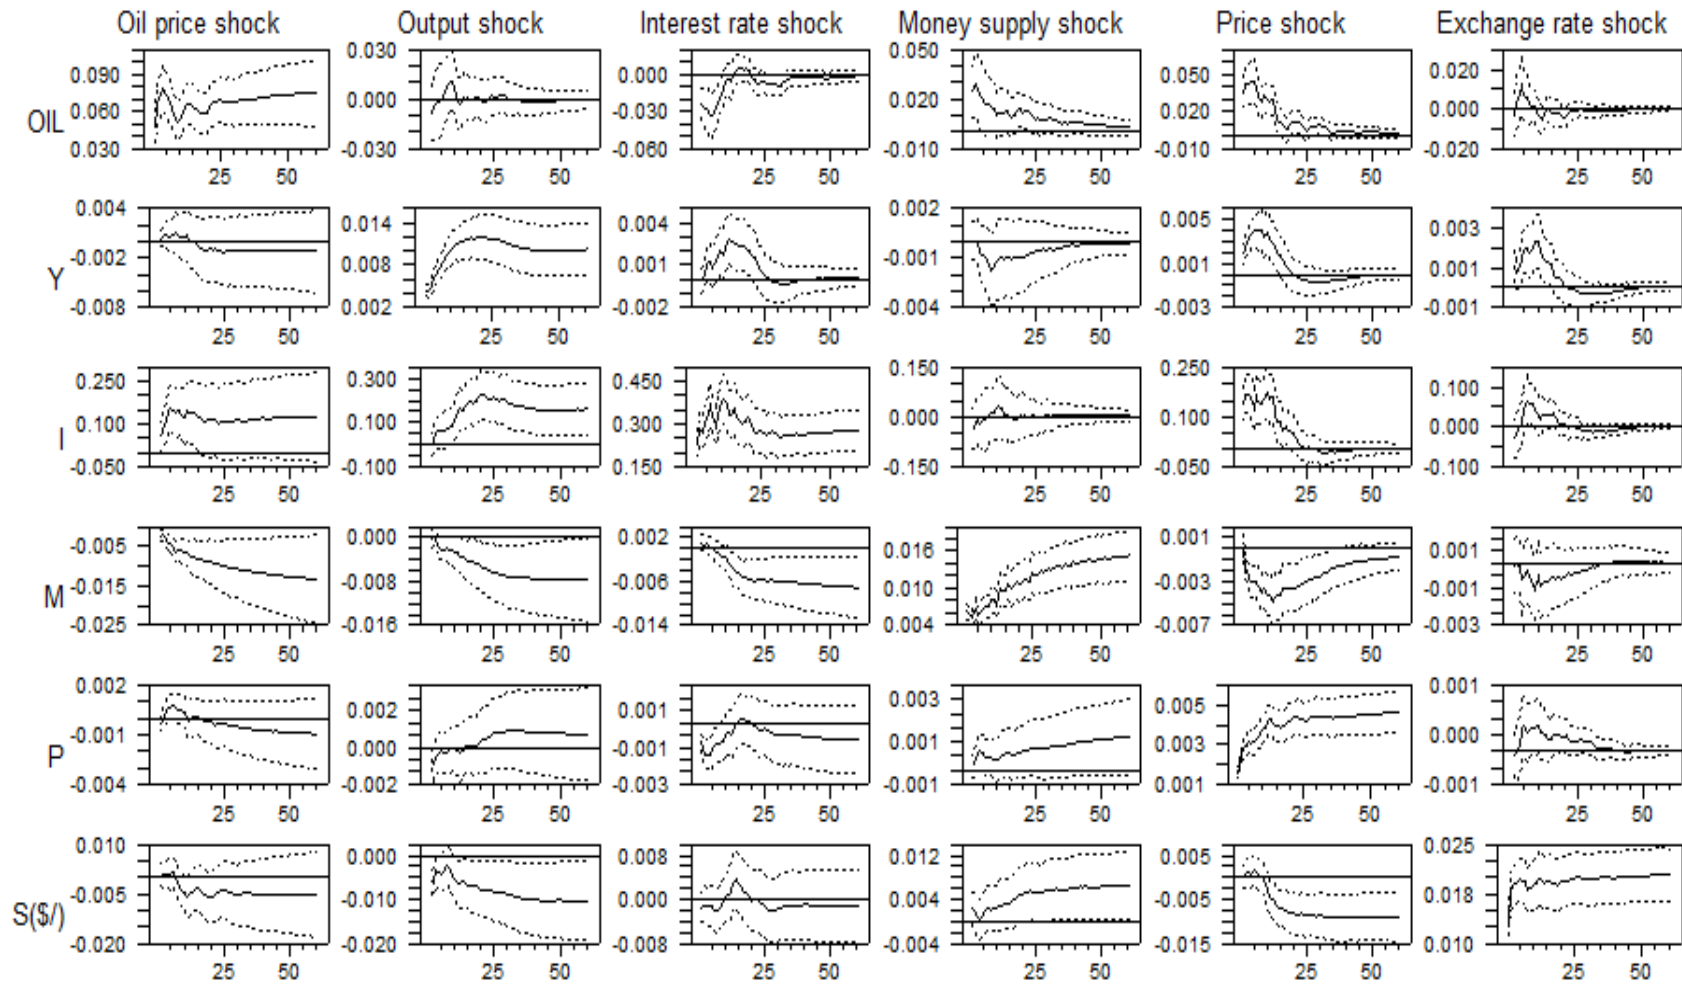 Oil price shock Output shock Interest rate shock Money supply shock Price shock Exchange rate shock
0.030 0.050
0.090 0.000 0.050 0.020
0.060 0.000 -0.030 0.020 0.020 0.000
OIL
0.030 -0.030 -0.060 -0.010 -0.010 -0.020
25 50 25 50 25 50 25 50 25 50 25 50
0.004 0.014 0.004 0.002 0.005 0.003
-0.002 0.008 0.001 -0.001 0.001 0.001
Y
-0.008 0.002 -0.002 -0.004 -0.003 -0.001
25 50 25 50 25 50 25 50 25 50 25 50
0.250 0.300 0.450 0.150 0.250 0.100
0.100 0.100 0.300 0.000 0.100 0.000
I
-0.050 -0.100 0.150 -0.150 -0.050 -0.100
25 50 25 50 25 50 25 50 25 50 25 50
-0.005 0.000 0.002 0.016 0.001 0.001
-0.015 -0.008 -0.006 0.010 -0.003 -0.001
M
-0.025 -0.016 -0.014 0.004 -0.007 -0.003
25 50 25 50 25 50 25 50 25 50 25 50
0.002 0.002 0.001 0.003 0.005 0.001
-0.001 0.000 -0.001 0.001 0.003 0.000
P
-0.004 -0.002 -0.003 -0.001 0.001 -0.001
25 50 25 50 25 50 25 50 25 50 25 50
0.010 0.000 0.008 0.012 0.005 0.025
-0.005 -0.010 0.000 0.004 -0.005 0.018
S($/)
-0.020 -0.020 -0.008 -0.004 -0.015 0.010
25 50 25 50 25 50 25 50 25 50 25 50